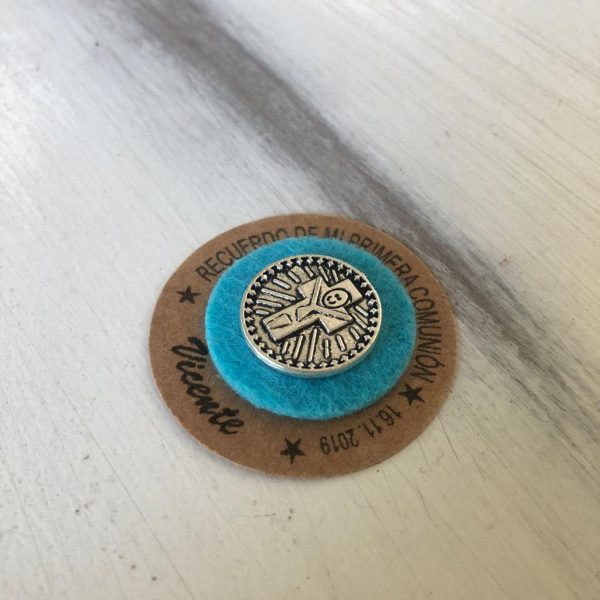 RECUERDO DE MI PRIMERA COMUNIÓN
16.11.2019
Vicente